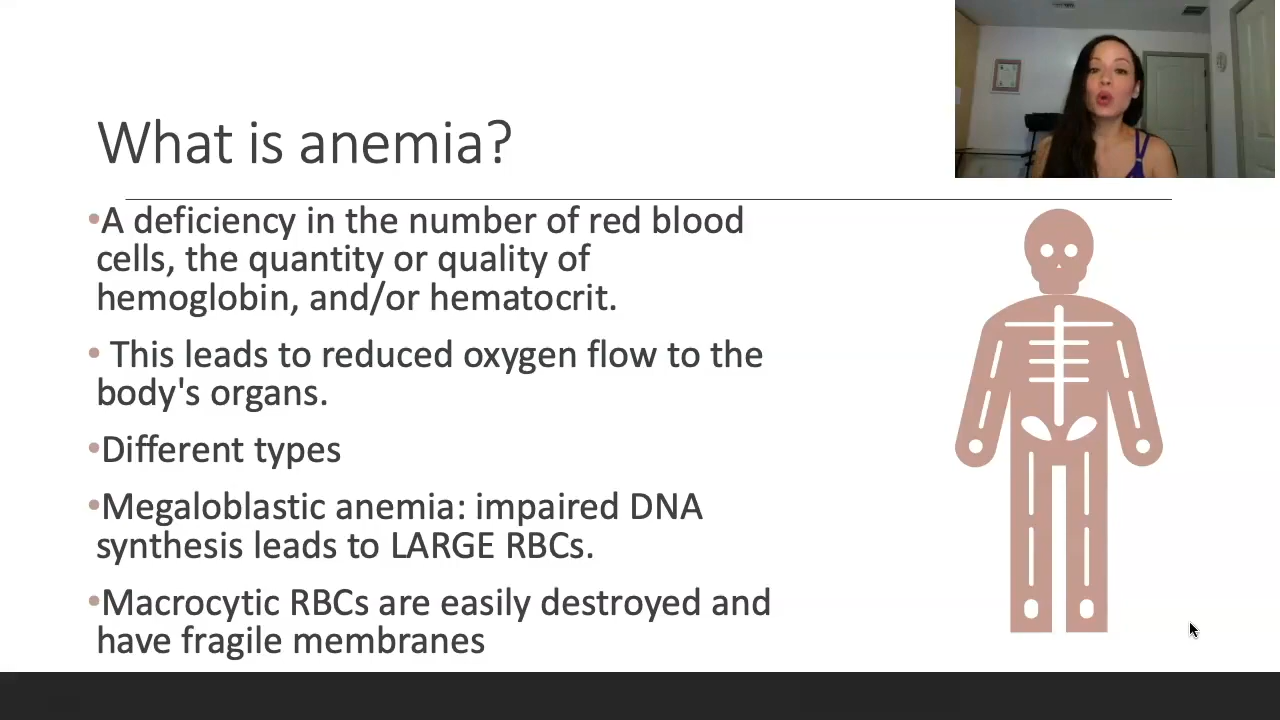 What is anemia?
•A deficiency in the number of red blood
cells, the quantity or quality of
hemoglobin, and/or hematocrit.
• This leads to reduced oxygen flow to the
body's organs.
•Different types
•Megaloblastic anemia: impaired DNA
synthesis leads to LARGE RBCs.
•Macrocytic RBCs are easily destroyed and
have fragile membranes